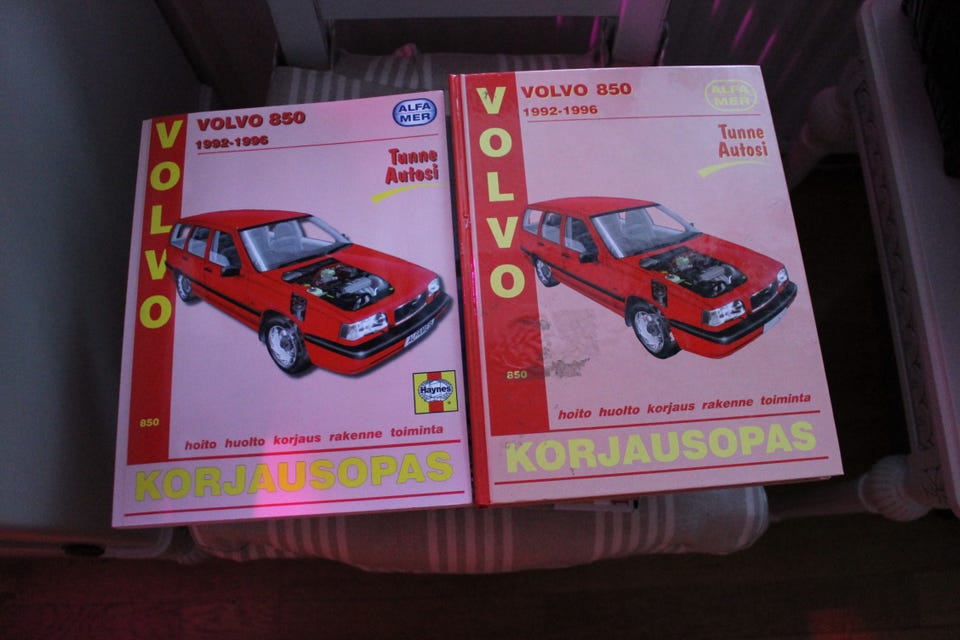 VOLVO
VOLVO 850
1992-1996
ALFA
MER
Tunne
Autosi
Haynes
850
hoito huolto korjaus rakenne toiminta
KORJAUSOPAS
VOLVO
VOLVO 850
1992-1996
ALFA
MER
Tunne
Autosi
850
hoito huolto korjaus rakenne toiminta
KORJAUSOPAS